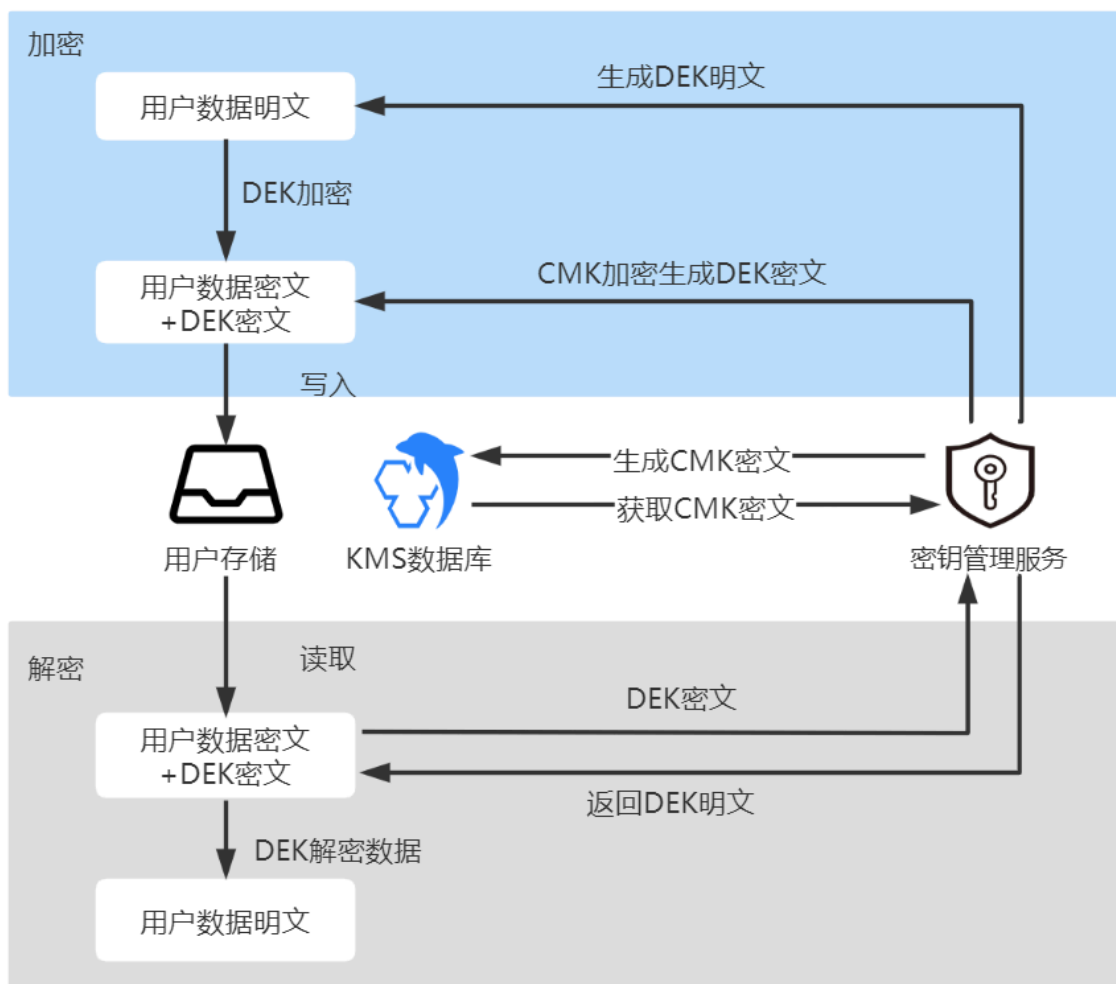 加密
生成DEK明文
用户数据明文
DEK加密
CMK加密生成DEK密文
用户数据密文
+DEK密文
写入
生成CMK密文
获取CMK密文
用户存储
KMS数据库
密钥管理服务
解密
读取
DEK密文
用户数据密文
+DEK密文
返回DEK明文
DEK解密数据
用户数据明文